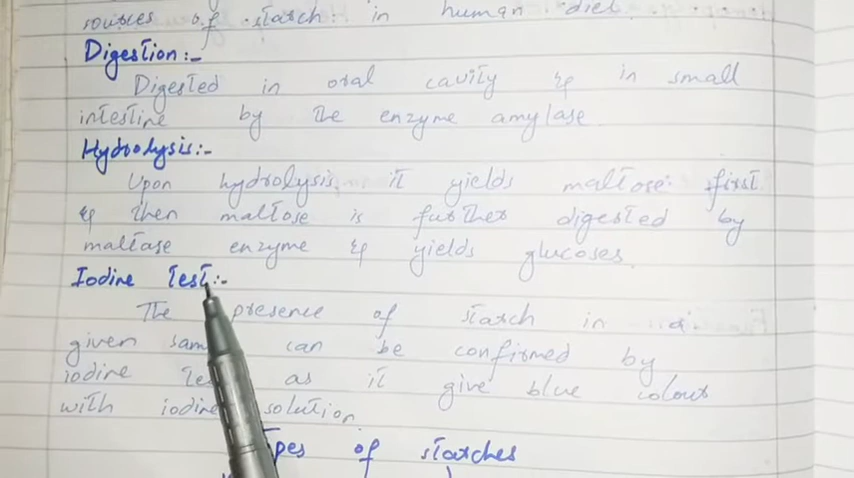 sources of starch in human diet.
Digestion:-
Digested in oral cavity & in small
intestine by the enzyme amylase
Hydrolysis:-
Upon hydrolysis it yields maltose first
& then maltose is further digested by
maltase enzyme & yields glucoses.
Iodine Test:-
The presence of starch in a
given can be confirmed by
iodine as it give blue colour
with iodine solution.
of starches